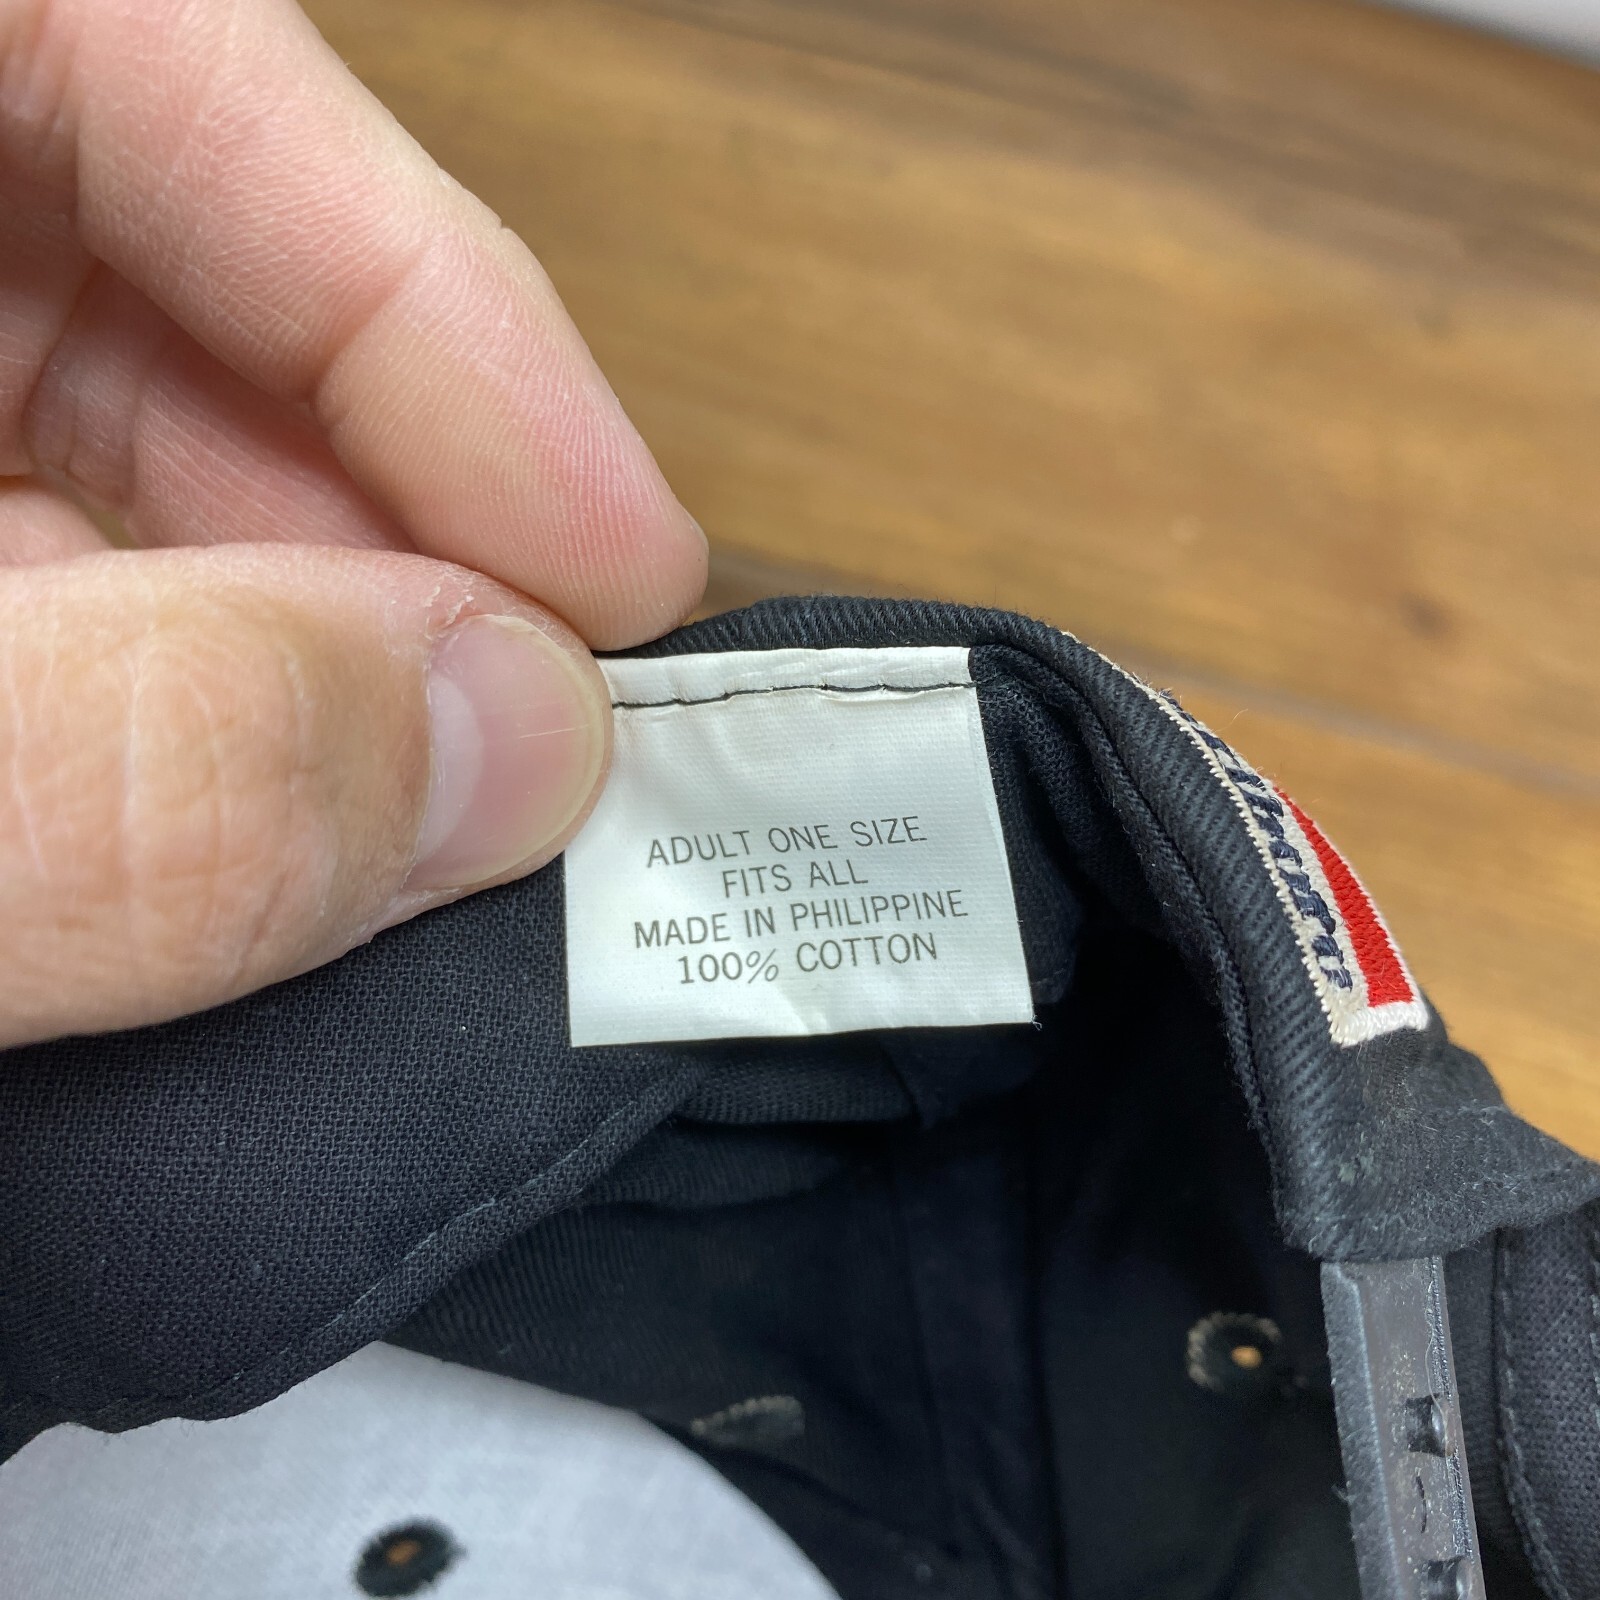 ADULT ONE SIZE
FITS ALL
MADE IN PHILIPPINE
100% COTTON